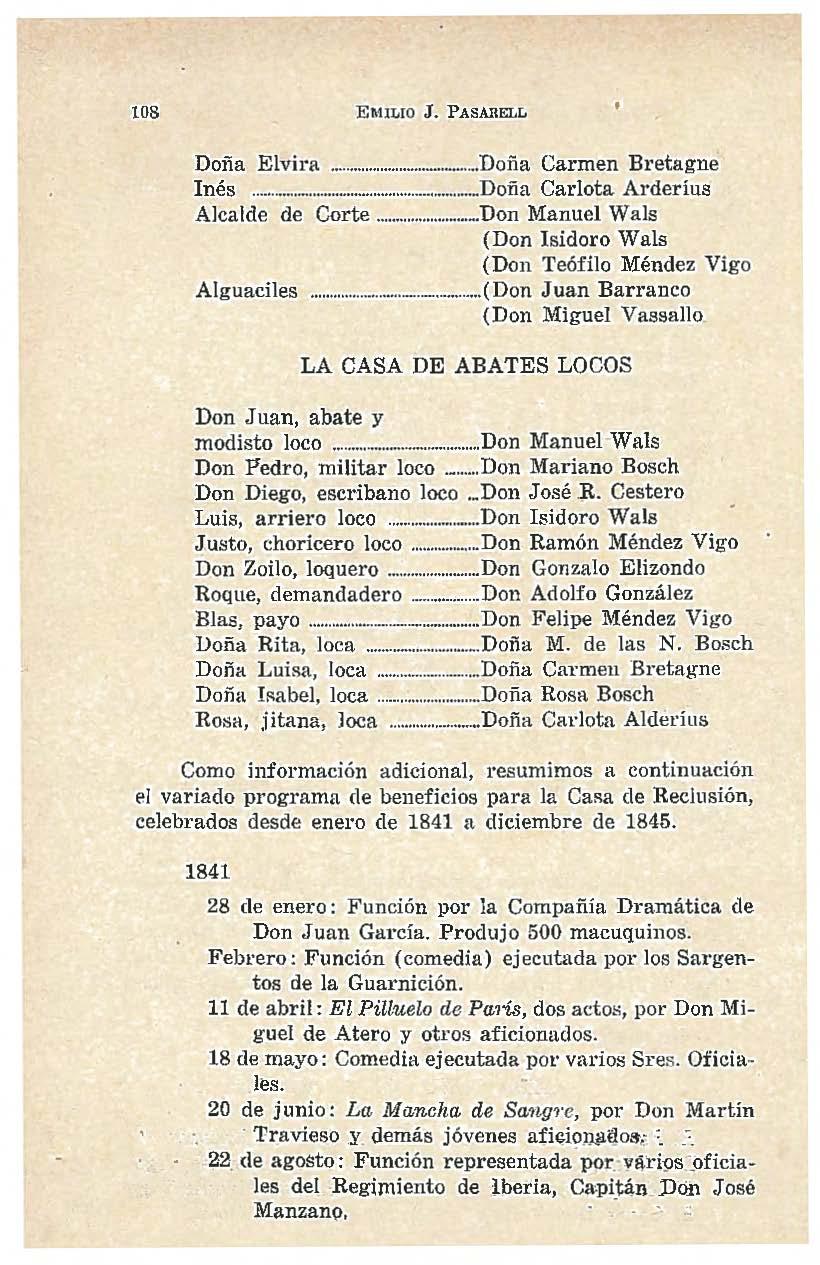 108 EMILIO J. PASARELL
Doña Elvira ..............................Doña Carmen Bretagne
Inés ..............................Doña Carlota Arderíus
Alcalde de Corte ......................Don Manuel Wals
(Don Isidoro Wals
(Don Teófilo Méndez Vigo
Alguaciles ..............................(Don Juan Barranco
(Don Miguel Vassallo
LA CASA DE ABATES LOCOS
Don Juan, abate y
modisto loco ..............................Don Manuel Wals
Don Pedro, militar loco ........Don Mariano Bosch
Don Diego, escribano loco ...Don José R. Cestero
Luis, arriero loco ....................Don Isidoro Wals
Justo, choricero loco ...............Don Ramón Méndez Vigo
Don Zoilo, loquero ....................Don Gonzalo Elizondo
Roque, demandadero ...............Don Adolfo González
Blas, payo ..............................Don Felipe Méndez Vigo
Doña Rita, loca .........................Doña M. de las N. Bosch
Doña Luisa, loca ......................Doña Carmen Bretagne
Doña Isabel, loca ......................Doña Rosa Bosch
Rosa, jitana, loca ....................Doña Carlota Alderíus
Como información adicional, resumimos a continuación
el variado programa de beneficios para la Casa de Reclusión,
celebrados desde enero de 1841 a diciembre de 1845.
1841
28 de enero: Función por la Compañía Dramática de
Don Juan García. Produjo 500 macuquinos.
Febrero: Función (comedia) ejecutada por los Sargen-
tos de la Guarnición.
11 de abril: El Pilluelo de París, dos actos, por Don Mi-
guel de Atero y otros aficionados.
18 de mayo: Comedia ejecutada por varios Sres. Oficia-
les.
20 de junio: La Mancha de Sangre, por Don Martín
Travieso y demás jóvenes aficionados.
22 de agosto: Función representada por varios oficia-
les del Regimiento de Iberia, Capitán Don José
Manzano,